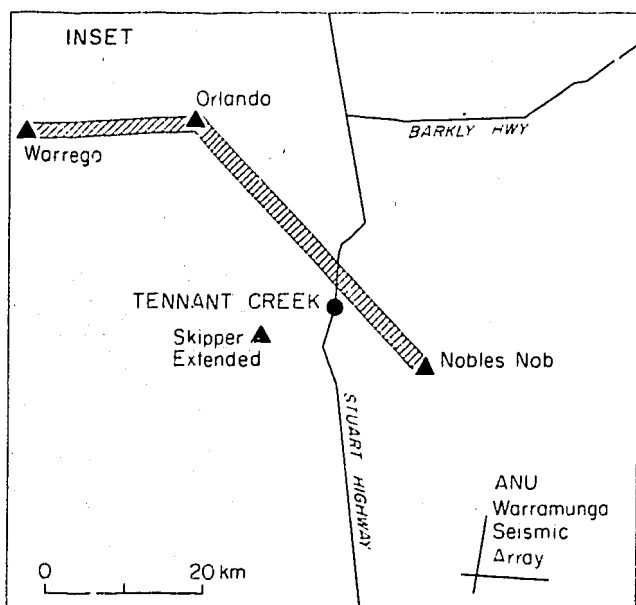 INSET
Orlando
Warrego
BARKLY HWY
TENNANT CREEK
Skipper
Extended
Nobles Nob
STUART HIGHWAY
ANU
Warramunga
Seismic
Array
0 20 km